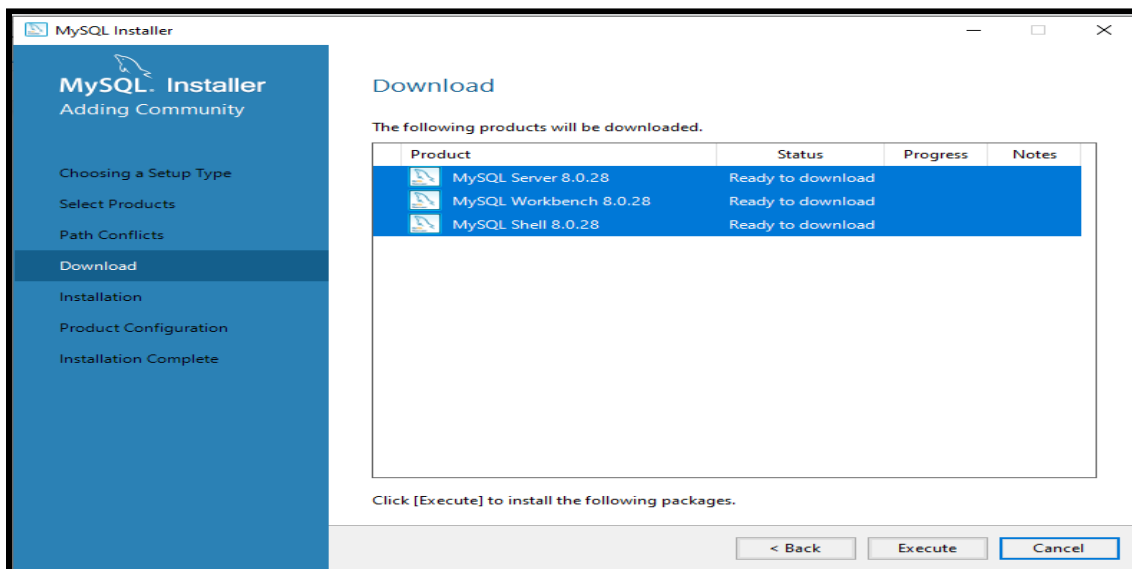 MySQL Installer
MySQL. Installer
Adding Community
Choosing a Setup Type
Select Products
Path Conflicts
Download
Installation
Product Configuration
Installation Complete
Download
The following products will be downloaded.
Product Status Progress Notes
MySQL Server 8.0.28 Ready to download
MySQL Workbench 8.0.28 Ready to download
MySQL Shell 8.0.28 Ready to download
Click [Execute] to install the following packages.
< Back Execute Cancel